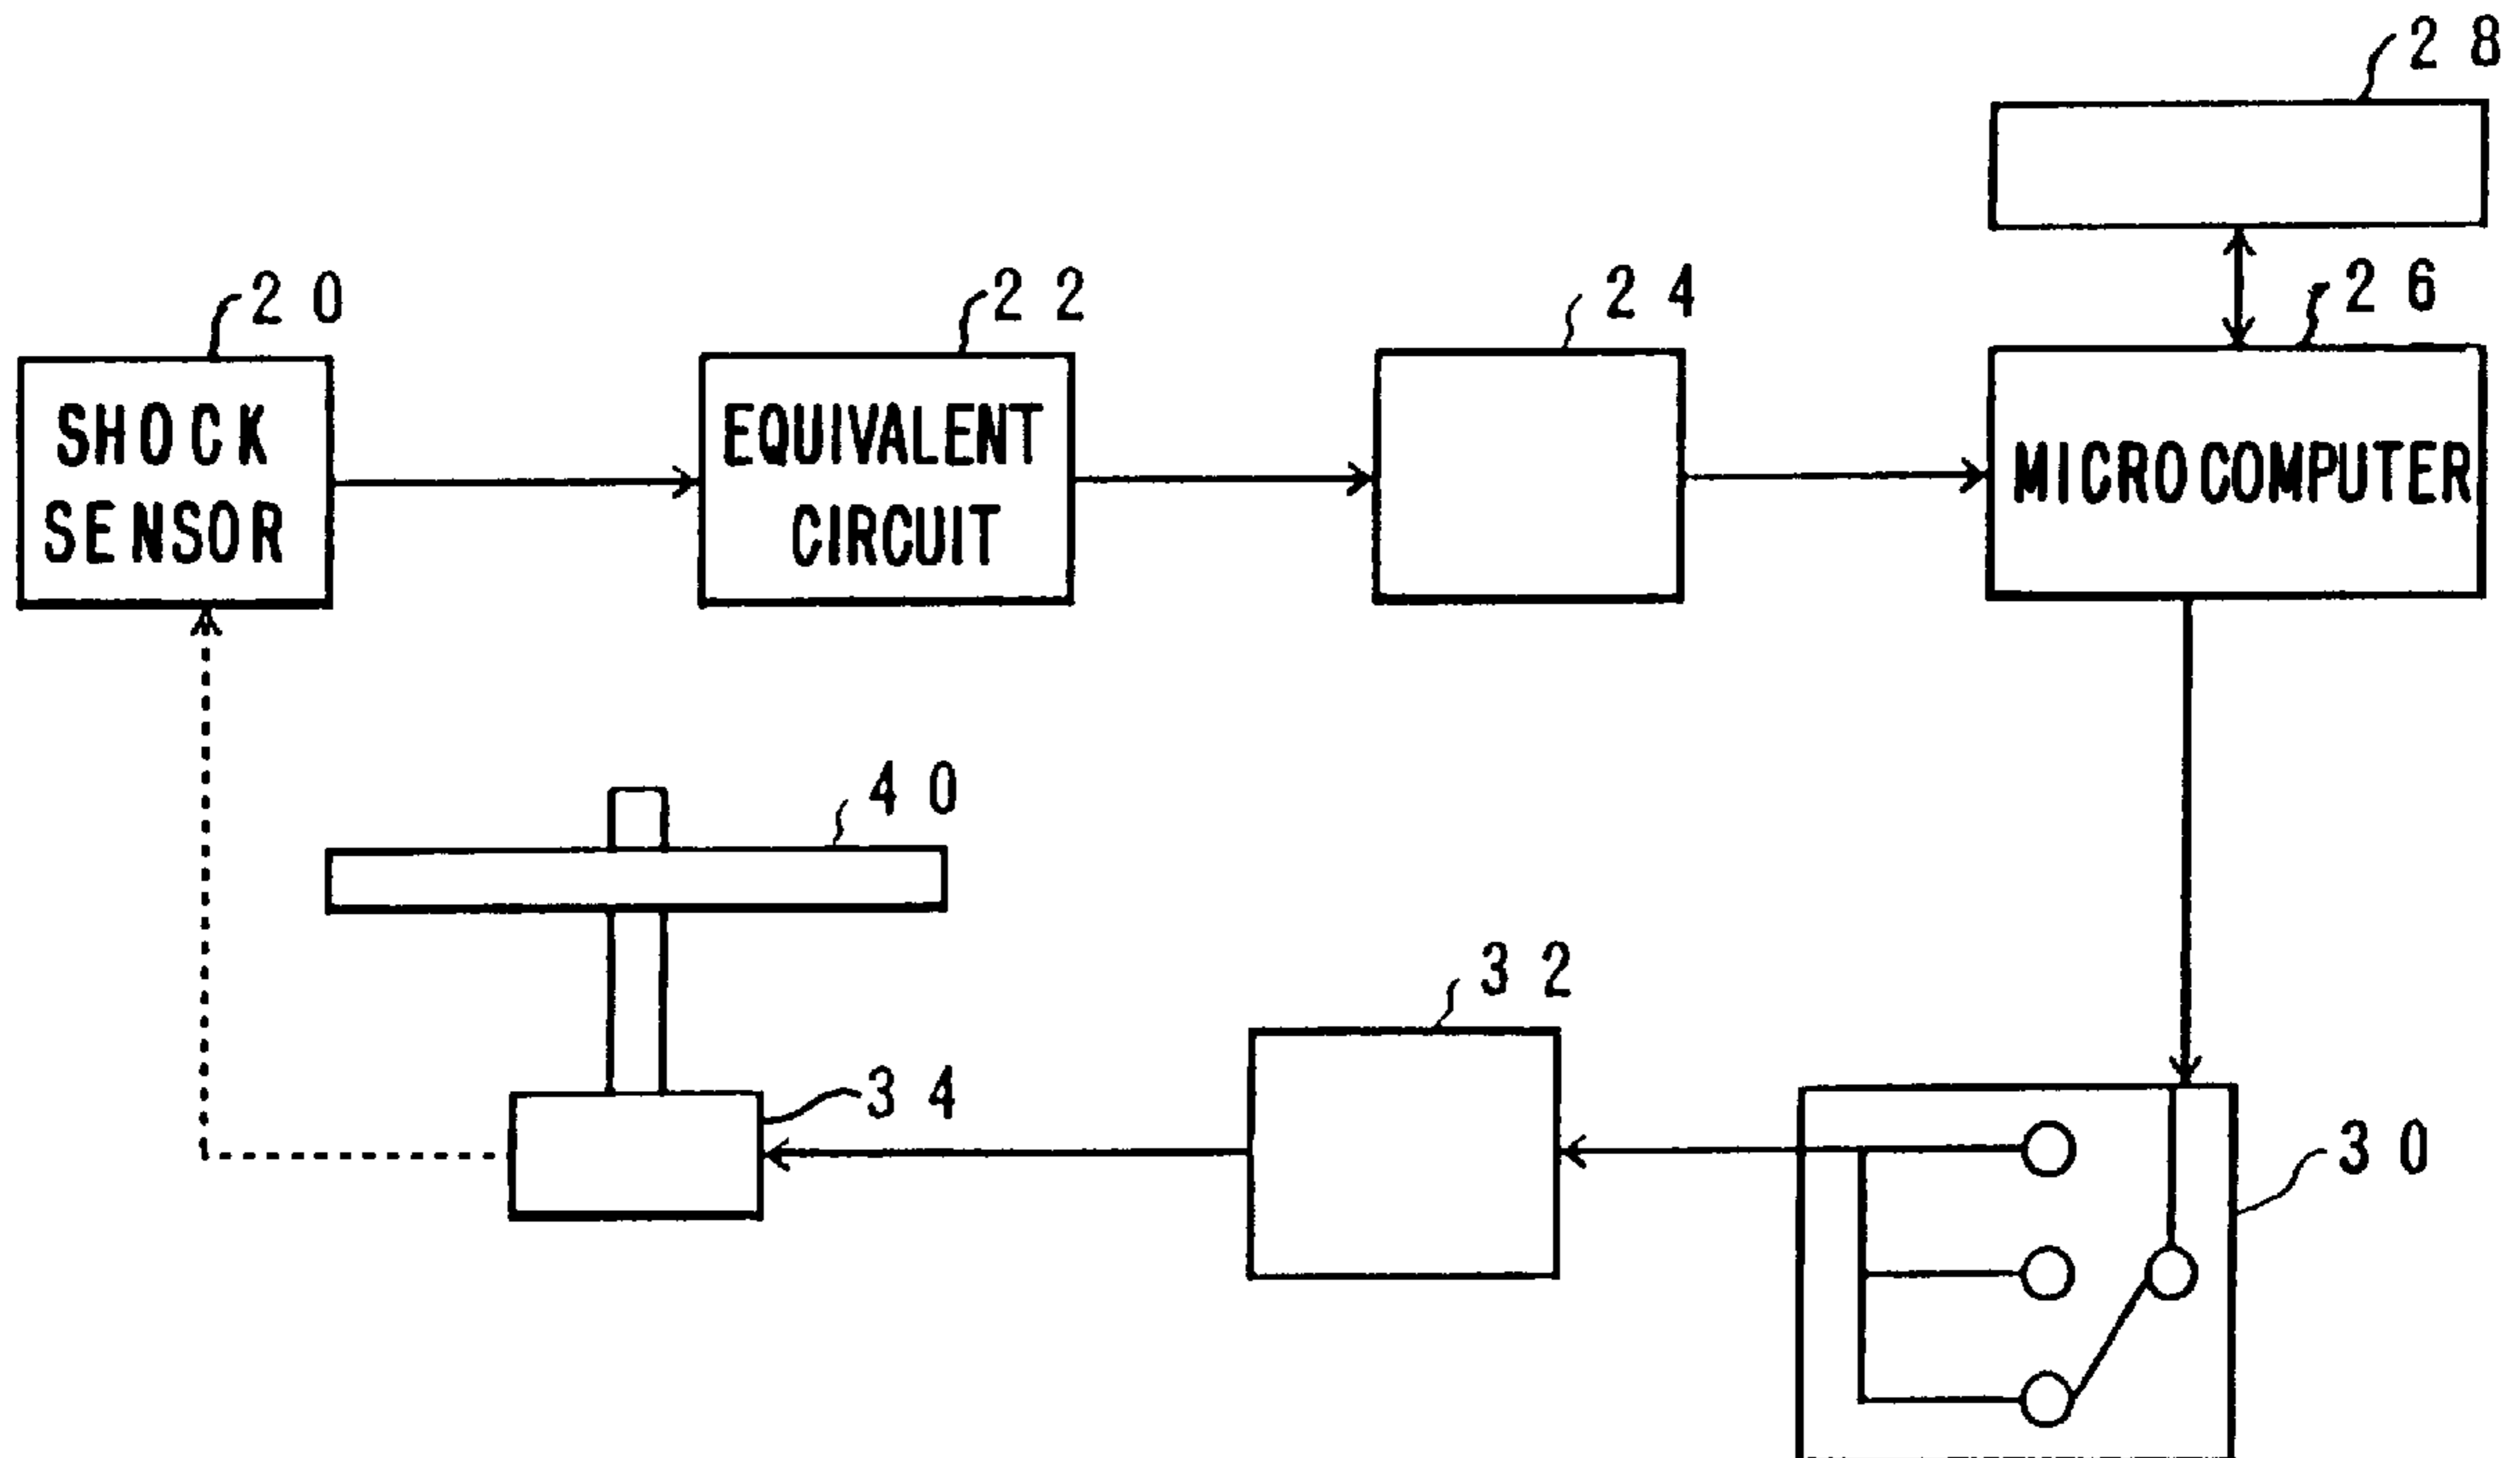 28
20
22
24
26
SHOCK
SENSOR
EQUIVALENT
CIRCUIT
MICROCOMPUTER
40
32
34
30